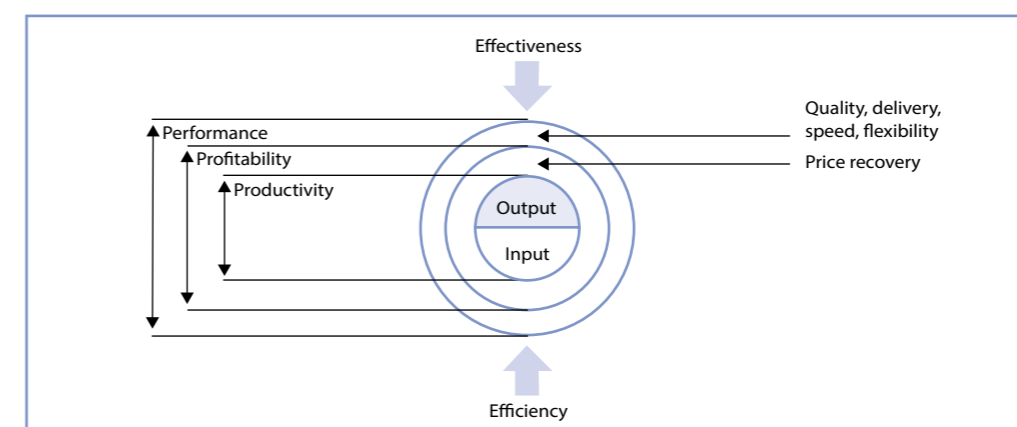 Effectiveness
Quality, delivery,
speed, flexibility
Performance
Profitability
Price recovery
Productivity
Output
Input
Efficiency